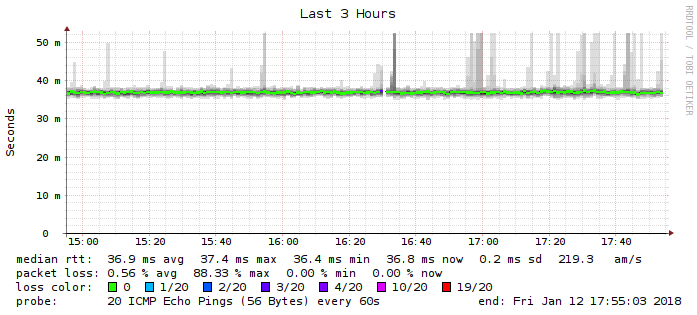 Last 3 Hours
RRDTOOL / TOBI OETIKER
Seconds
50 m
40 m
30 m
20 m
10 m
0
15:00 15:20 15:40 16:00 16:20 16:40 17:00 17:20 17:40
median rtt: 36.9 ms avg 37.4 ms max 36.4 ms min 36.8 ms now 0.2 ms sd 219.3 am/s
packet loss: 0.56 % avg 88.33 % max 0.00 % min 0.00 % now
loss color: 0 1/20 2/20 3/20 4/20 10/20 19/20
probe: 20 ICMP Echo Pings (56 Bytes) every 60s end: Fri Jan 12 17:55:03 2018